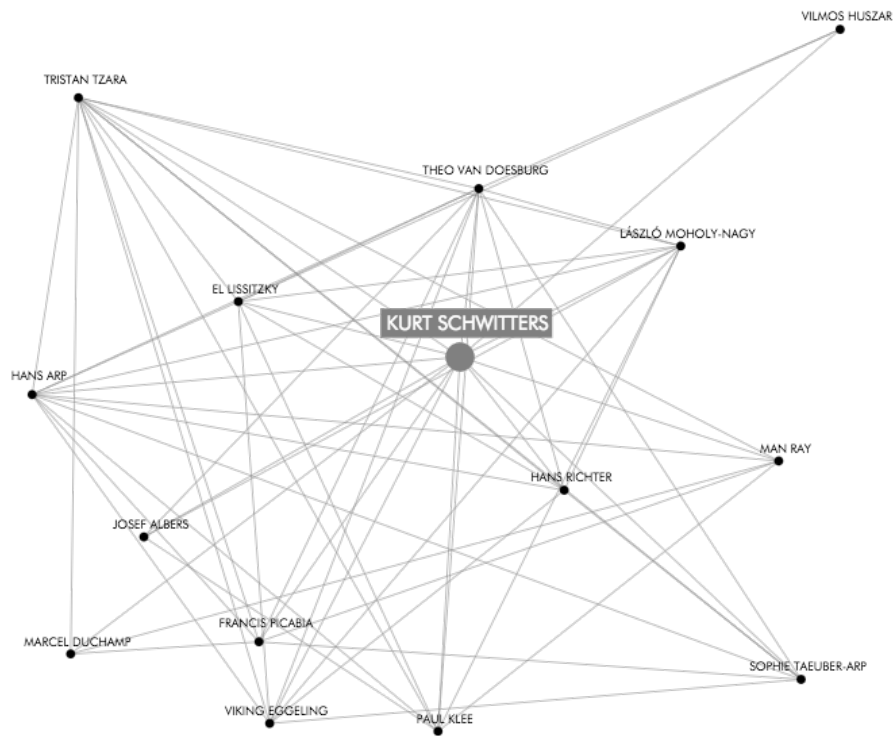 VILMOS HUSZAR
TRISTAN TZARA
THEO VAN DOESBURG
LÁSZLÓ MOHOLY-NAGY
EL LISSITZKY
KURT SCHWITTERS
HANS ARP
MAN RAY
HANS RICHTER
JOSEF ALBERS
FRANCIS PICABIA
MARCEL DUCHAMP
SOPHIE TAEUBER-ARP
VIKING EGGELING
PAUL KLEE